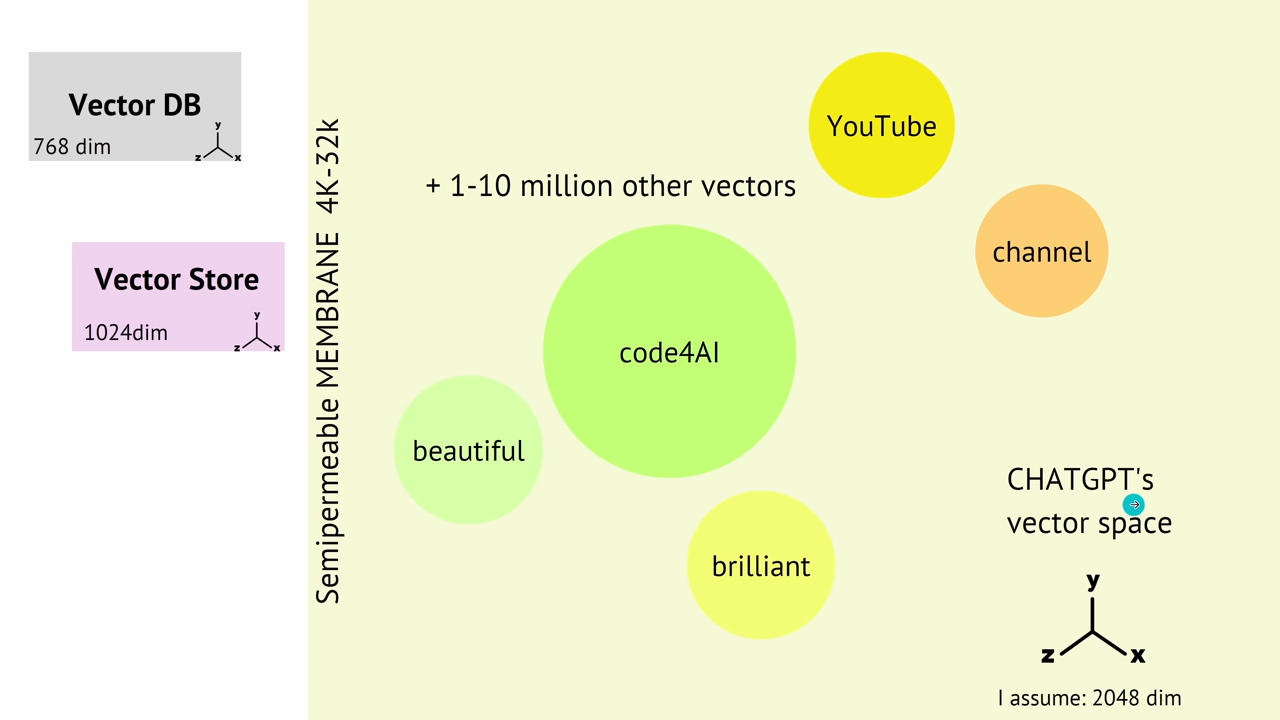 Vector DB
768 dim
y
z
x
Vector Store
1024dim
y
z
x
Semipermeable MEMBRANE 4K-32k
+ 1-10 million other vectors
YouTube
channel
code4AI
beautiful
brilliant
CHATGPT's
vector space
y
z
x
I assume: 2048 dim